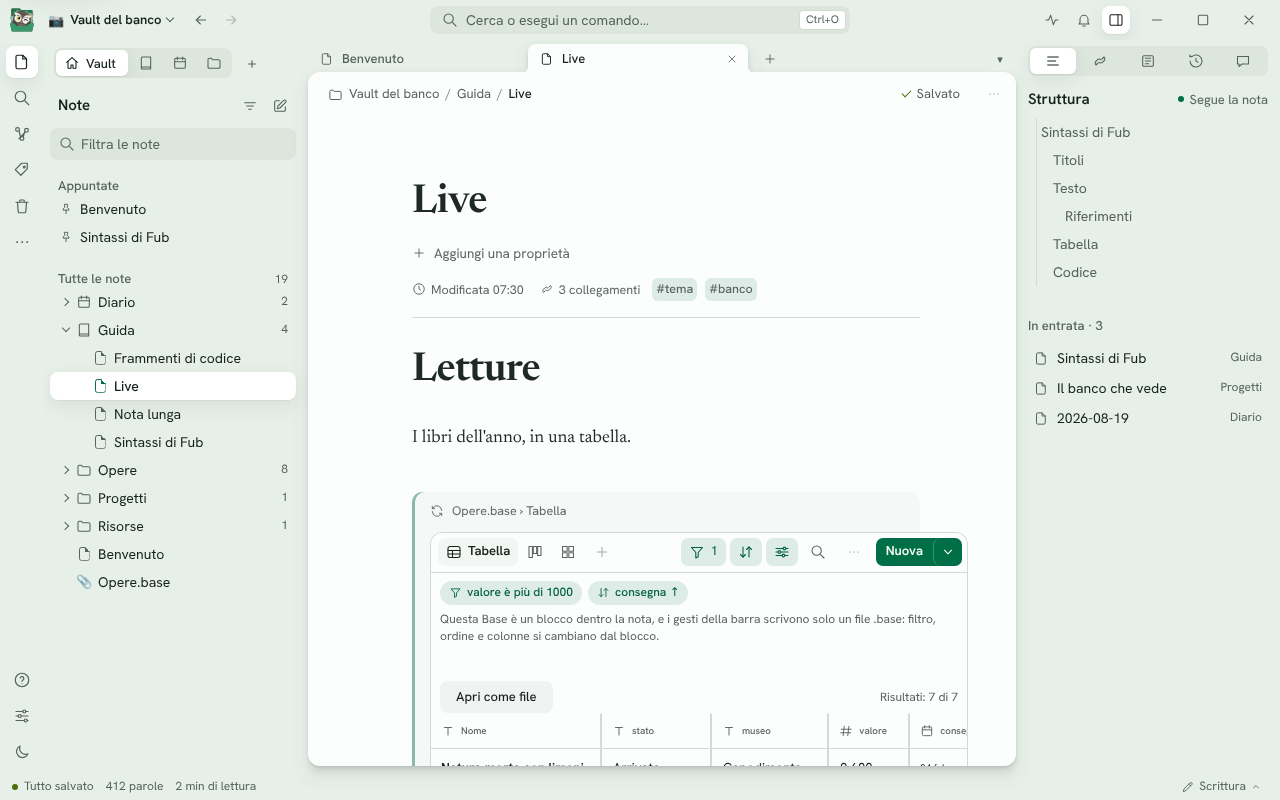 Vault del banco
Cerca o esegui un comando...
Ctrl+O
Vault
Benvenuto
Live
Note
Filtra le note
Appuntate
Benvenuto
Sintassi di Fub
Tutte le note 19
Diario 2
Guida 4
Frammenti di codice
Live
Nota lunga
Sintassi di Fub
Opere 8
Progetti 1
Risorse 1
Benvenuto
Opere.base
Tutto salvato 412 parole 2 min di lettura
Vault del banco / Guida / Live
Salvato
Live
Aggiungi una proprietà
Modificata 07:30 3 collegamenti #tema #banco
Letture
I libri dell'anno, in una tabella.
Opere.base › Tabella
Tabella
1
Nuova
valore è più di 1000 consegna ↑
Questa Base è un blocco dentro la nota, e i gesti della barra scrivono solo un file .base: filtro,
ordine e colonne si cambiano dal blocco.
Apri come file
Risultati: 7 di 7
Nome stato museo valore
Struttura
Segue la nota
Sintassi di Fub
Titoli
Testo
Riferimenti
Tabella
Codice
In entrata · 3
Sintassi di Fub Guida
Il banco che vede Progetti
2026-08-19 Diario
Scrittura